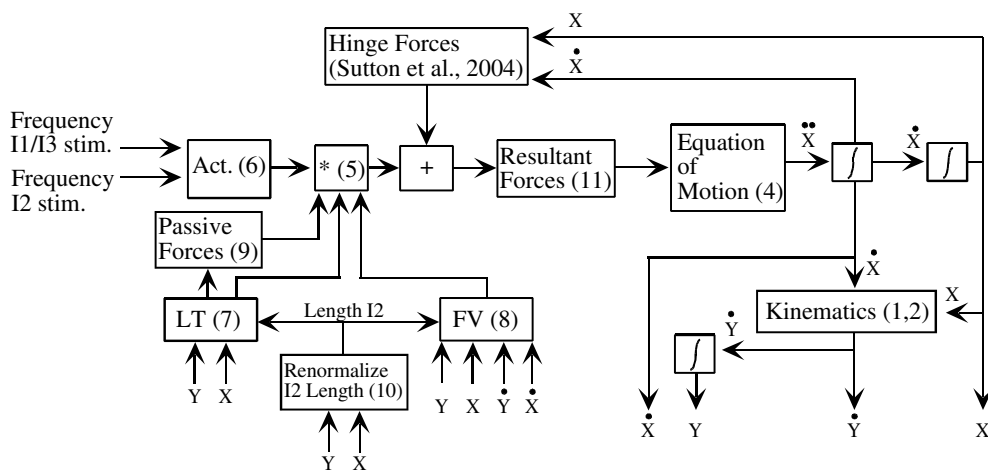 X
Hinge Forces
(Sutton et al., 2004)
Ẋ
Frequency
I1/I3 stim.
Frequency
I2 stim.
Act. (6)
* (5)
+
Resultant
Forces (11)
Equation
of
Motion (4)
Ẍ
∫
Ẋ
∫
Passive
Forces (9)
Ẋ
LT (7)
Length I2
FV (8)
Kinematics (1,2)
X
Ẏ
∫
Renormalize
I2 Length (10)
Y X
Y X Ẏ Ẋ
Y X
Ẋ Y Ẏ X